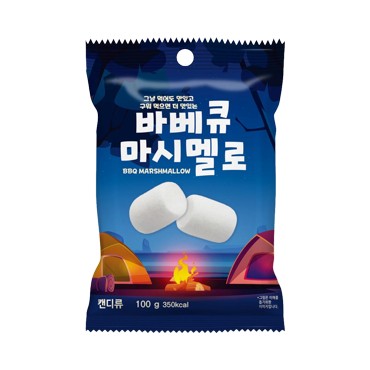 그냥 먹어도 맛있고
구워 먹으면 더 맛있는
바베큐
마시멜로
BBQ MARSHMALLOW
캔디류
100 g 350kcal